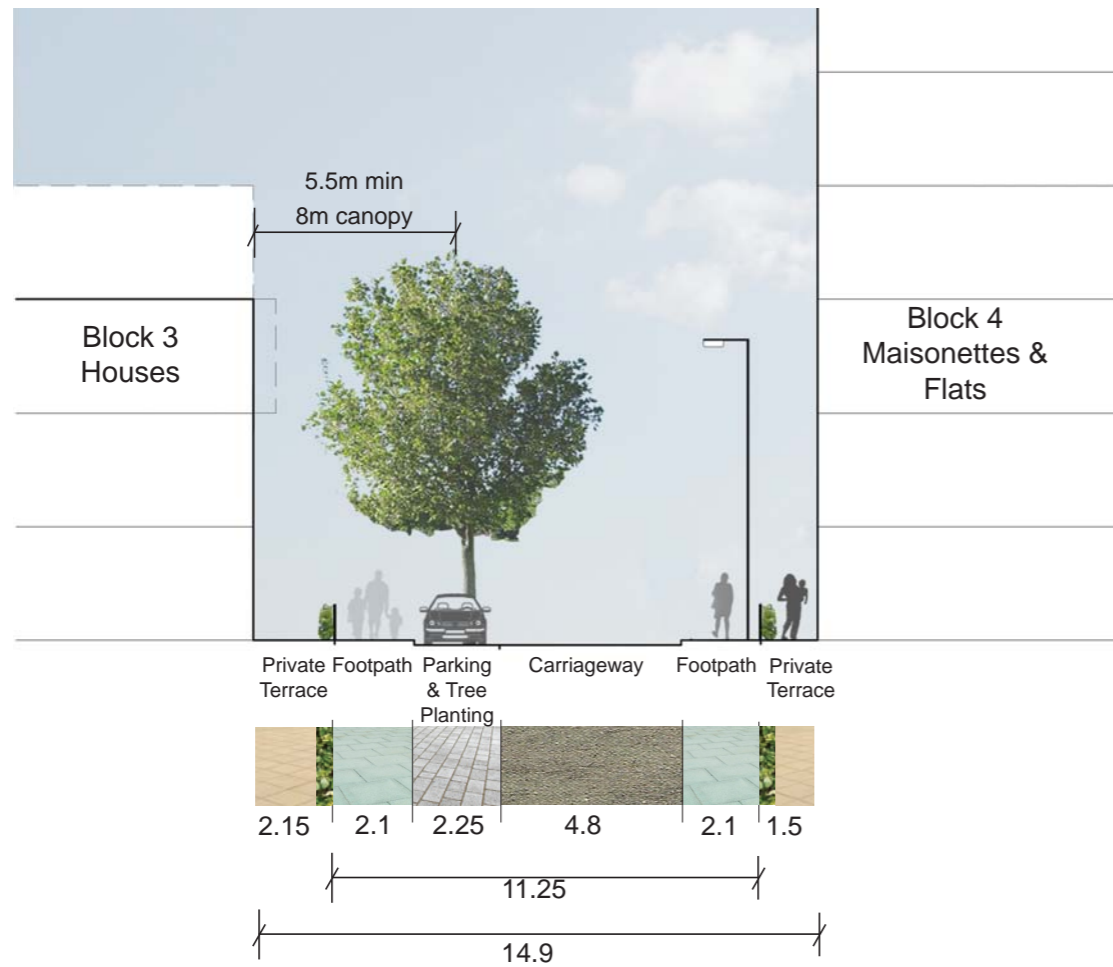 5.5m min
8m canopy
Block 3
Houses
Block 4
Maisonettes &
Flats
Private
Terrace
Footpath
Parking
& Tree
Planting
Carriageway
Footpath
Private
Terrace
2.15
2.1
2.25
4.8
2.1
1.5
11.25
14.9